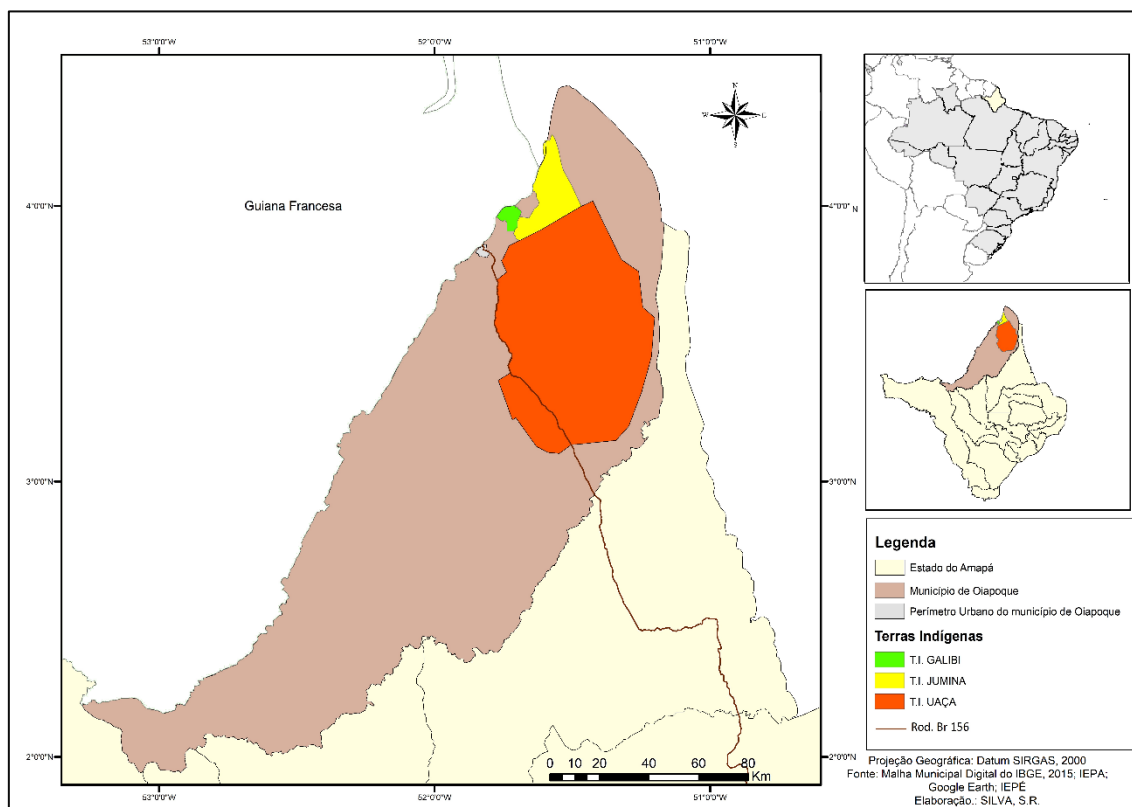 53°0'0"W 52°0'0"W 51°0'0"W
N
W L
S
4°0'0"N 4°0'0"N
Guiana Francesa
3°0'0"N 3°0'0"N
2°0'0"N 2°0'0"N
0 10 20 40 60 80
Km
53°0'0"W 52°0'0"W 51°0'0"W
Legenda
Estado do Amapá
Município de Oiapoque
Perímetro Urbano do município de Oiapoque
Terras Indígenas
T.I. GALIBI
T.I. JUMINA
T.I. UAÇA
Rod. Br 156
Projeção Geográfica: Datum SIRGAS, 2000
Fonte: Malha Municipal Digital do IBGE, 2015; IEPA;
Google Earth; IEPÉ
Elaboração.: SILVA, S.R.